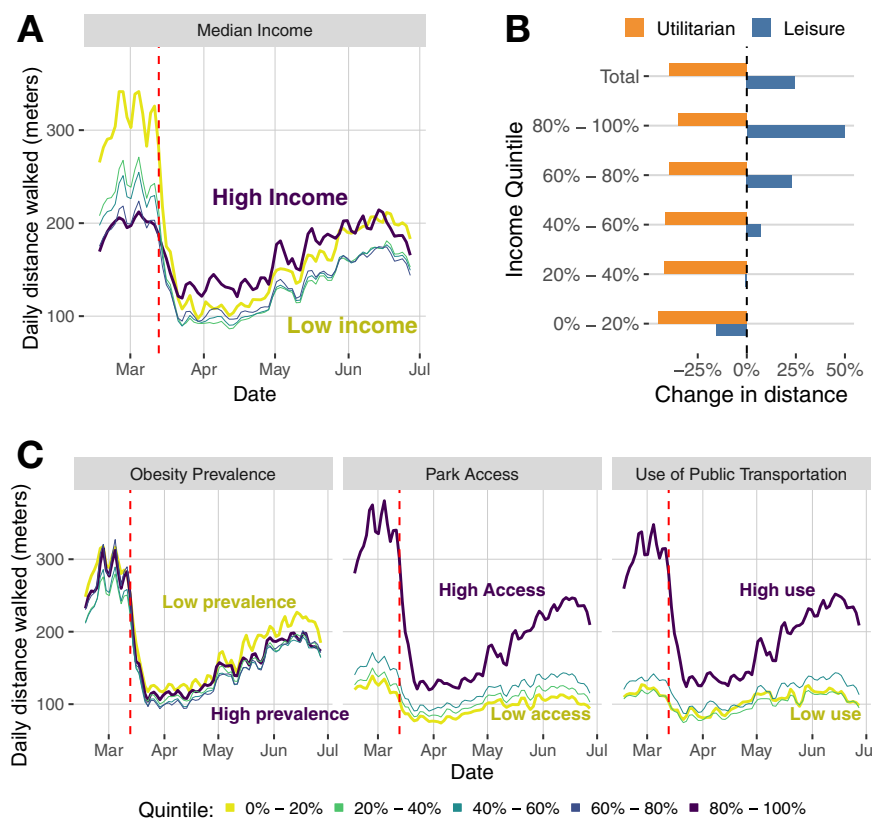 A
Median Income
Daily distance walked (meters)
300
200
100
High Income
Low income
Mar
Apr
May
Jun
Jul
Date
B
Utilitarian
Leisure
Income Quintile
Total
80% − 100%
60% − 80%
40% − 60%
20% − 40%
0% − 20%
−25%
0%
25%
50%
Change in distance
C
Obesity Prevalence
Park Access
Use of Public Transportation
Daily distance walked (meters)
300
200
100
Low prevalence
High prevalence
High Access
Low access
High use
Low use
Mar
Apr
May
Jun
Jul
Mar
Apr
May
Jun
Jul
Mar
Apr
May
Jun
Ju
Date
Quintile: 0% − 20% 20% − 40% 40% − 60% 60% − 80% 80% − 100%